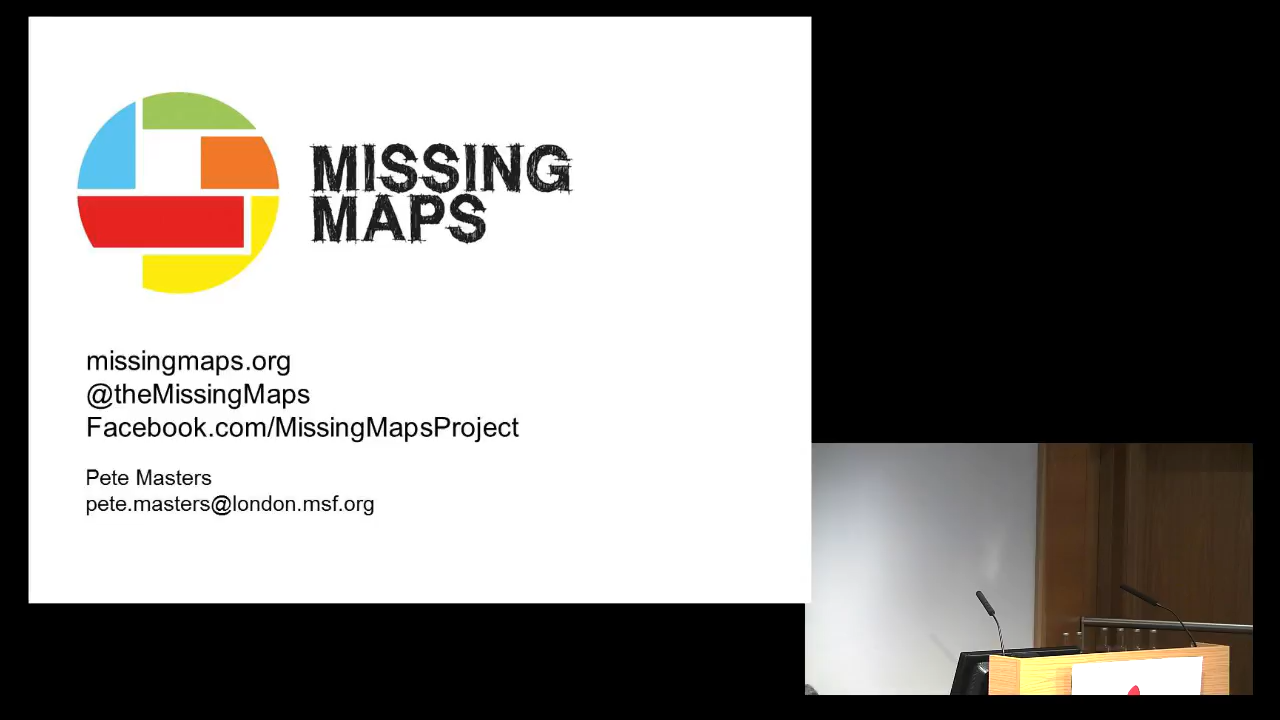 MISSING
MAPS
missingmaps.org
@theMissingMaps
Facebook.com/MissingMapsProject
Pete Masters
pete.masters@london.msf.org